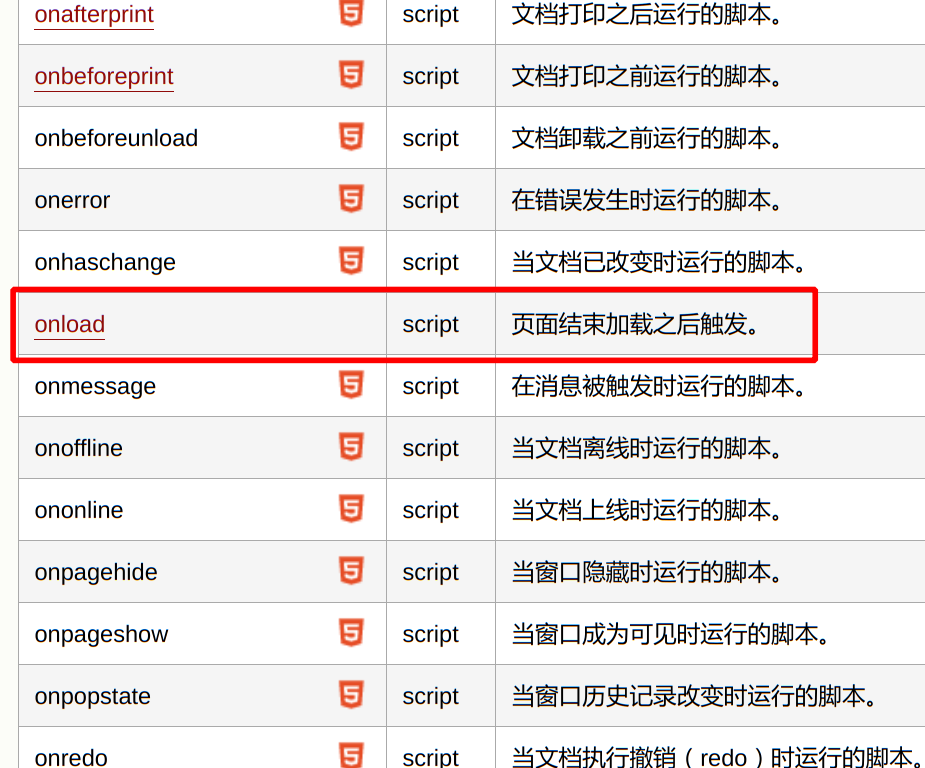 onafterprint script 文档打印之后运行的脚本。
onbeforeprint script 文档打印之前运行的脚本。
onbeforeunload script 文档卸载之前运行的脚本。
onerror script 在错误发生时运行的脚本。
onhaschange script 当文档已改变时运行的脚本。
onload script 页面结束加载之后触发。
onmessage script 在消息被触发时运行的脚本。
onoffline script 当文档离线时运行的脚本。
ononline script 当文档上线时运行的脚本。
onpagehide script 当窗口隐藏时运行的脚本。
onpageshow script 当窗口成为可见时运行的脚本。
onpopstate script 当窗口历史记录改变时运行的脚本。
onredo script 当文档执行撤销（redo）时运行的脚本。